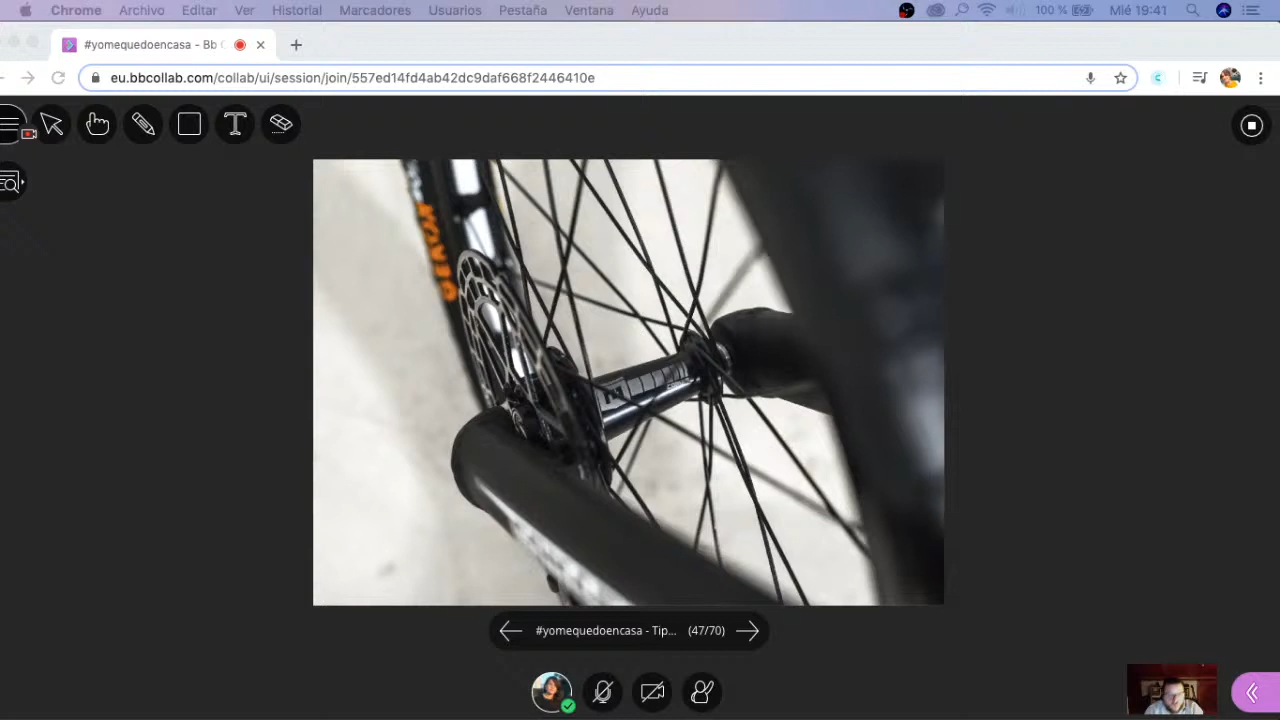 Chrome Archivo Editar Ver Historial Marcadores Usuarios Pestaña Ventana Ayuda 100 % Mié 19:41
#yomequedoencasa - Bb
eu.bbcollab.com/collab/ui/session/join/557ed14fd4ab42dc9daf668f2446410e
T
#yomequedoencasa - Tip... (47/70)